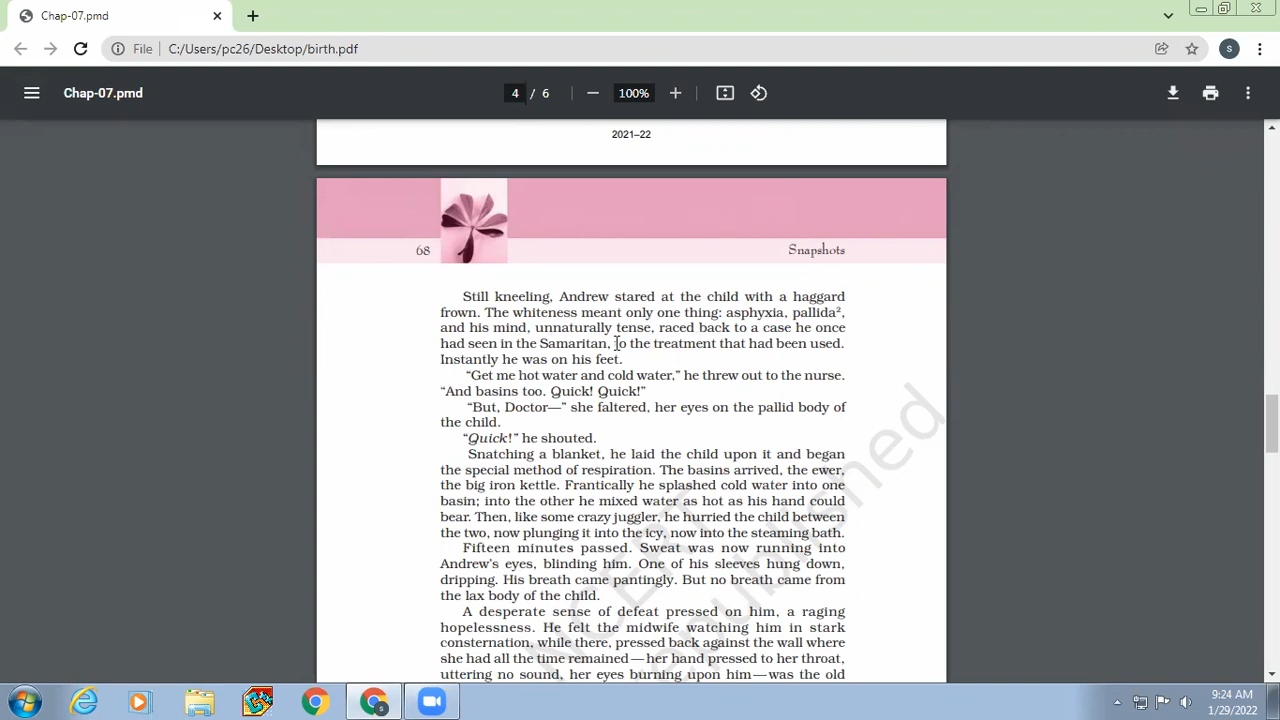 Chap-07.pmd
File C:/Users/pc26/Desktop/birth.pdf
S
Chap-07.pmd
4 / 6
100%
2021–22
68
Snapshots
Still kneeling, Andrew stared at the child with a haggard
frown. The whiteness meant only one thing: asphyxia, pallida²,
and his mind, unnaturally tense, raced back to a case he once
had seen in the Samaritan, to the treatment that had been used.
Instantly he was on his feet.
“Get me hot water and cold water,” he threw out to the nurse.
“And basins too. Quick! Quick!”
“But, Doctor—” she faltered, her eyes on the pallid body of
the child.
“Quick!” he shouted.
Snatching a blanket, he laid the child upon it and began
the special method of respiration. The basins arrived, the ewer,
the big iron kettle. Frantically he splashed cold water into one
basin; into the other he mixed water as hot as his hand could
bear. Then, like some crazy juggler, he hurried the child between
the two, now plunging it into the icy, now into the steaming bath.
Fifteen minutes passed. Sweat was now running into
Andrew’s eyes, blinding him. One of his sleeves hung down,
dripping. His breath came pantingly. But no breath came from
the lax body of the child.
A desperate sense of defeat pressed on him, a raging
hopelessness. He felt the midwife watching him in stark
consternation, while there, pressed back against the wall where
she had all the time remained—her hand pressed to her throat,
uttering no sound, her eyes burning upon him—was the old
NCERT
republished
S
9:24 AM
1/29/2022